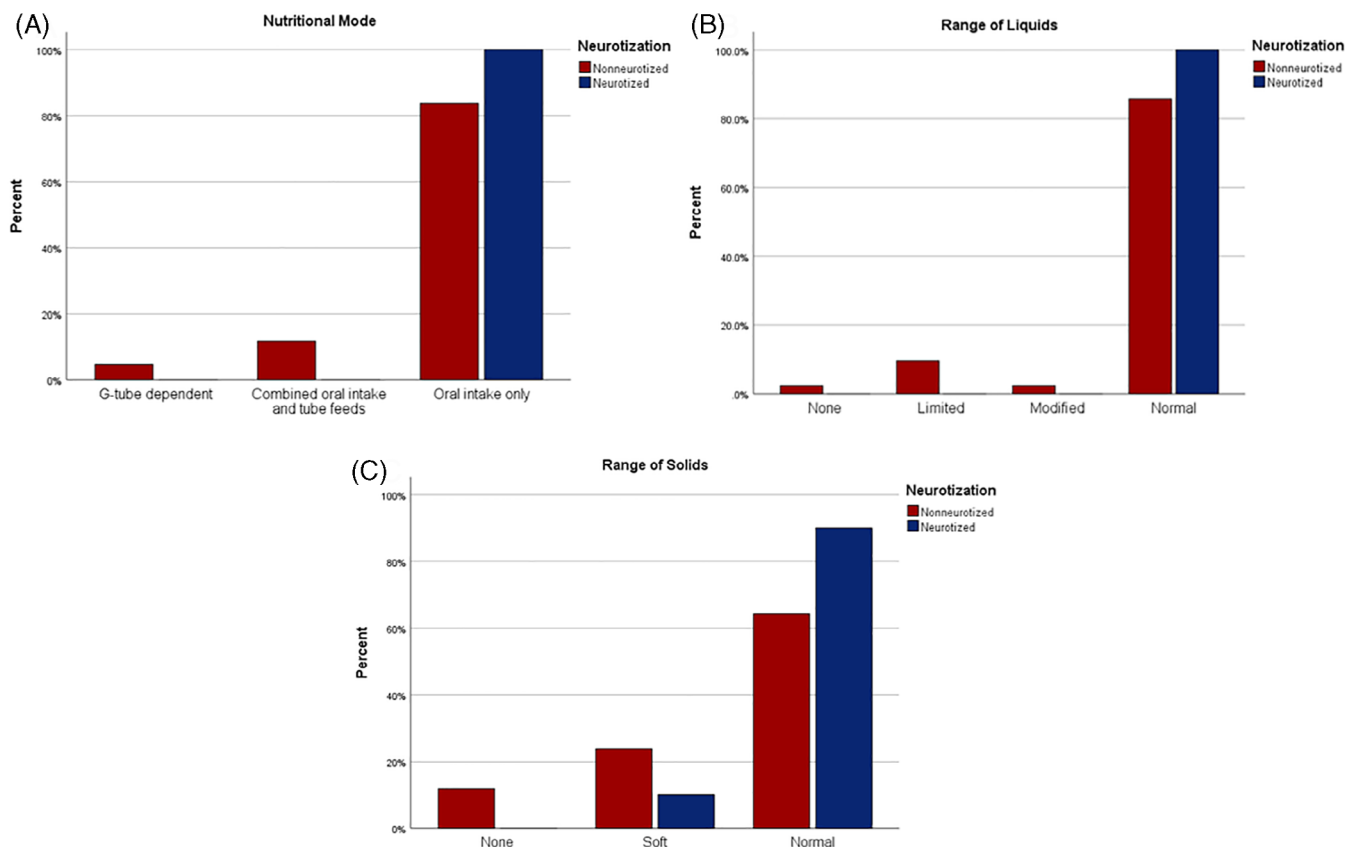 (A)
Nutritional Mode
Neurotization
Nonneurotized
Neurotized
Percent
100%
80%
60%
40%
20%
0%
G-tube dependent
Combined oral intake
and tube feeds
Oral intake only
(B)
Range of Liquids
Neurotization
Nonneurotized
Neurotized
Percent
100.0%
80.0%
60.0%
40.0%
20.0%
.0%
None
Limited
Modified
Normal
(C)
Range of Solids
Neurotization
Nonneurotized
Neurotized
Percent
100%
80%
60%
40%
20%
0%
None
Soft
Normal